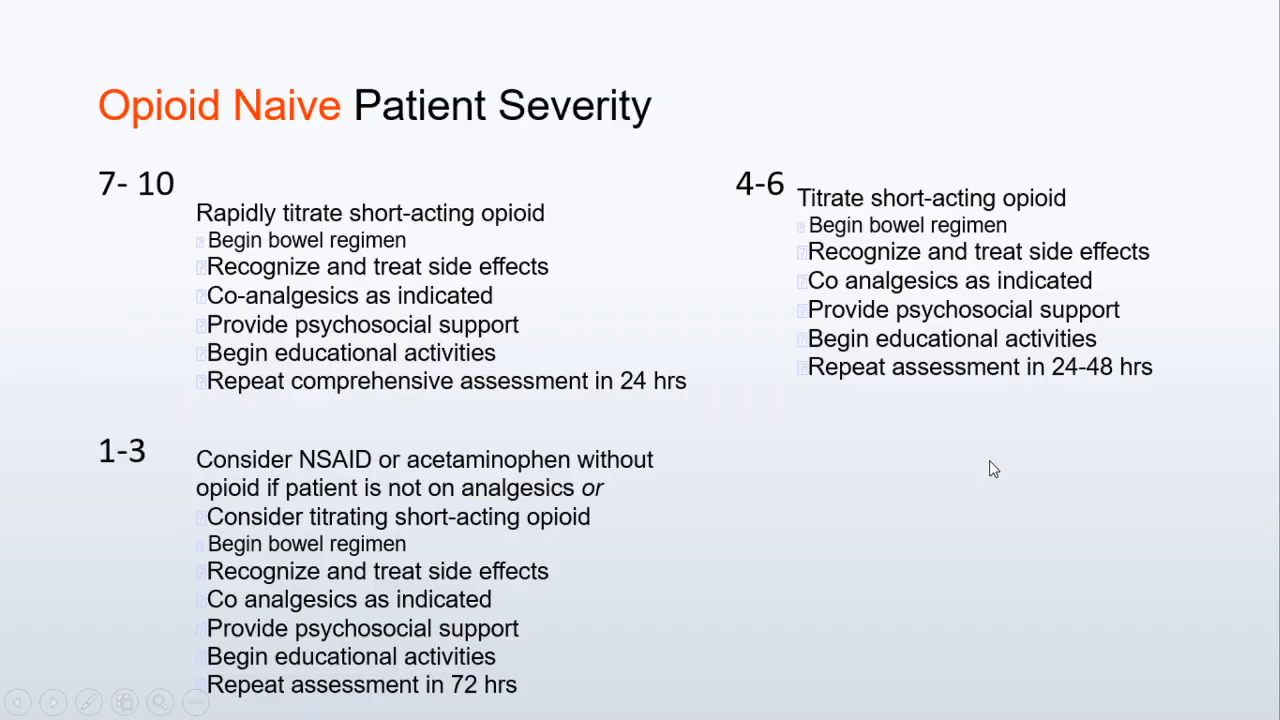 Opioid Naive Patient Severity
7- 10
Rapidly titrate short-acting opioid
Begin bowel regimen
Recognize and treat side effects
Co-analgesics as indicated
Provide psychosocial support
Begin educational activities
Repeat comprehensive assessment in 24 hrs
4-6
Titrate short-acting opioid
Begin bowel regimen
Recognize and treat side effects
Co analgesics as indicated
Provide psychosocial support
Begin educational activities
Repeat assessment in 24-48 hrs
1-3
Consider NSAID or acetaminophen without
opioid if patient is not on analgesics or
Consider titrating short-acting opioid
Begin bowel regimen
Recognize and treat side effects
Co analgesics as indicated
Provide psychosocial support
Begin educational activities
Repeat assessment in 72 hrs